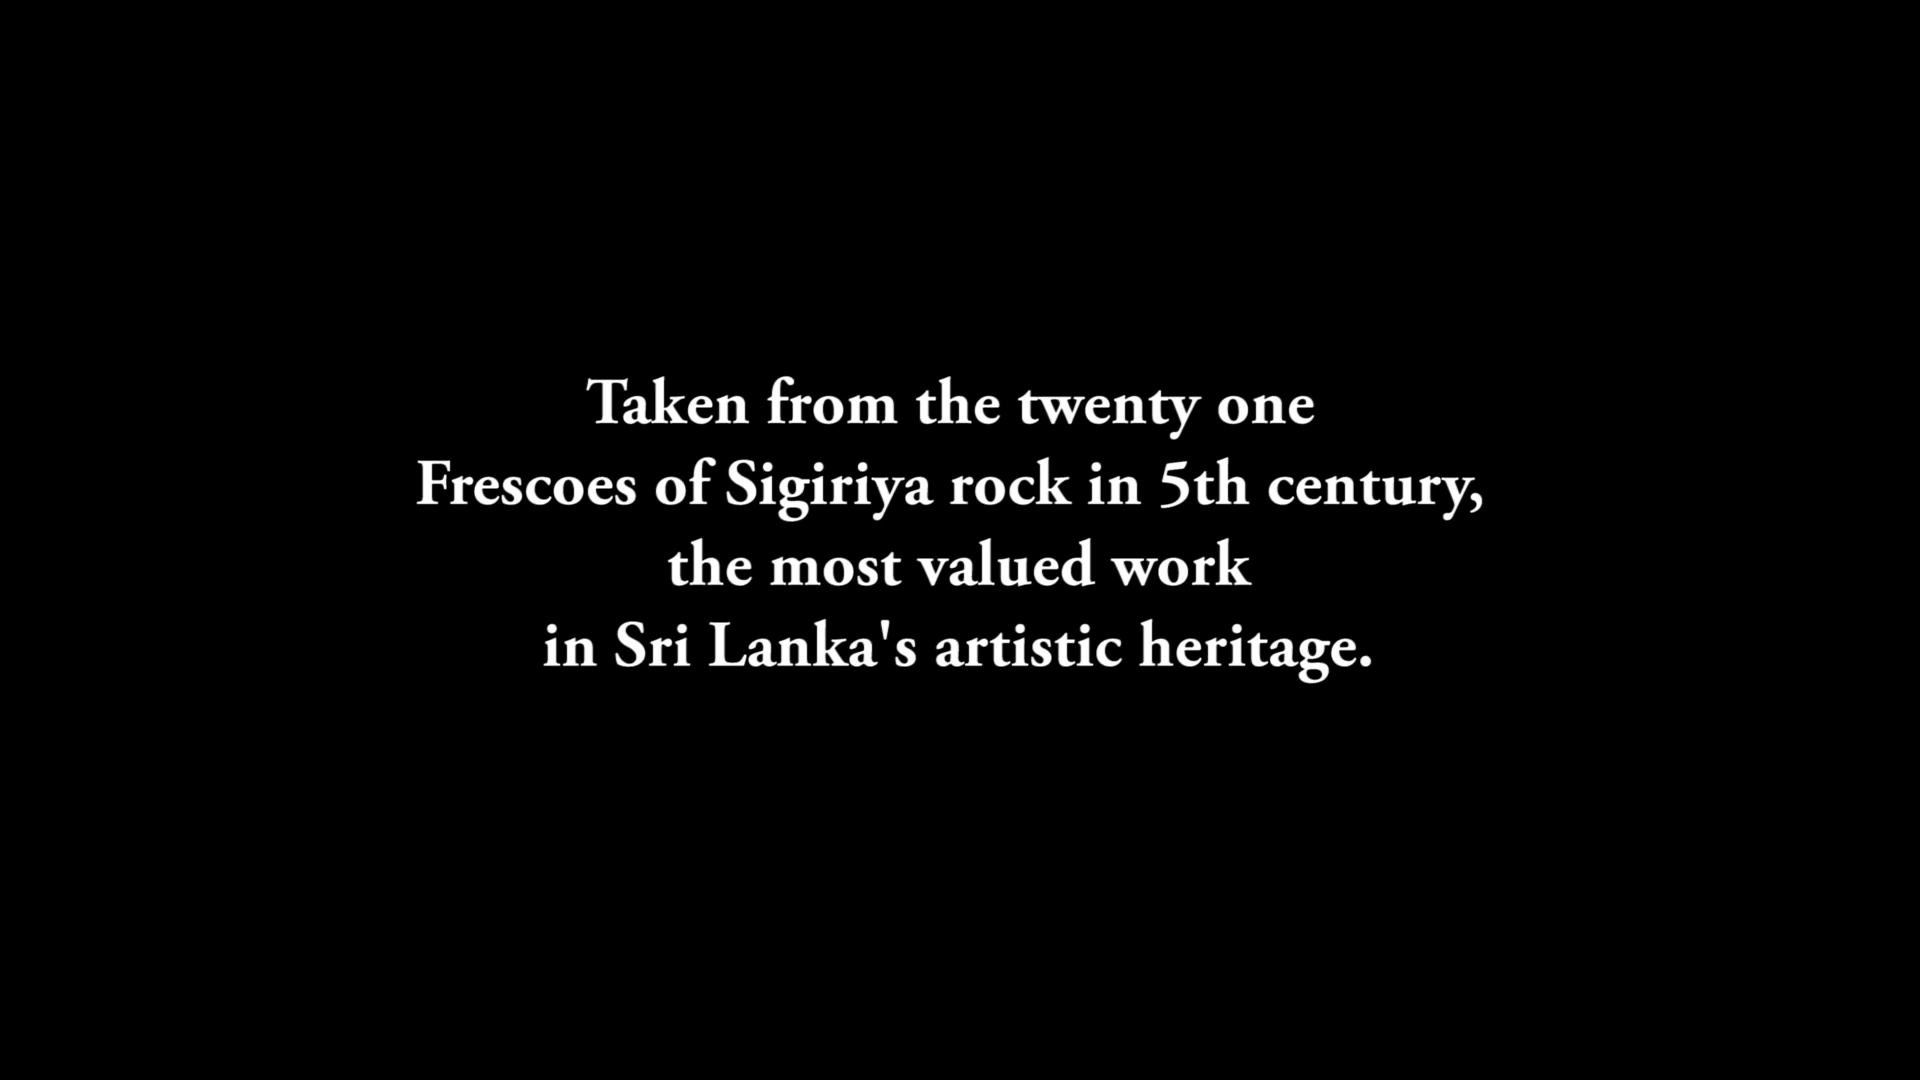 Taken from the twenty one
Frescoes of Sigiriya rock in 5th century,
the most valued work
in Sri Lanka's artistic heritage.